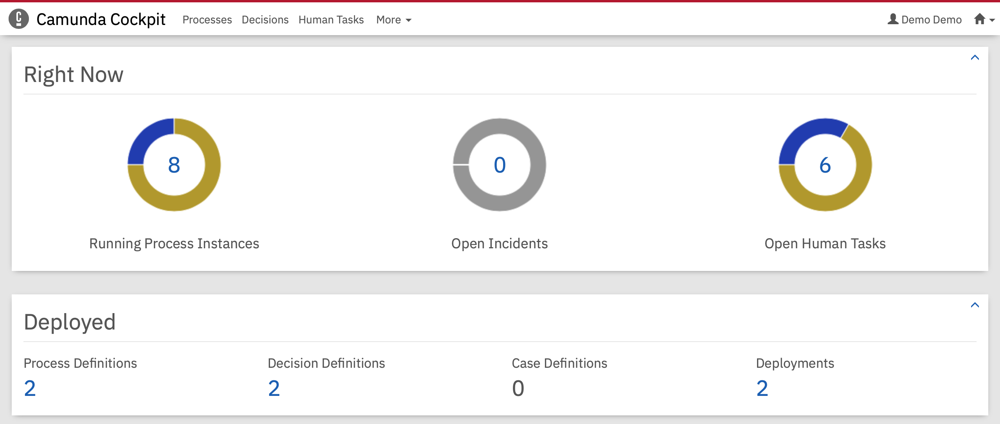 Camunda Cockpit Processes Decisions Human Tasks More Demo Demo
Right Now
8 0 6
Running Process Instances Open Incidents Open Human Tasks
Deployed
Process Definitions Decision Definitions Case Definitions Deployments
2 2 0 2